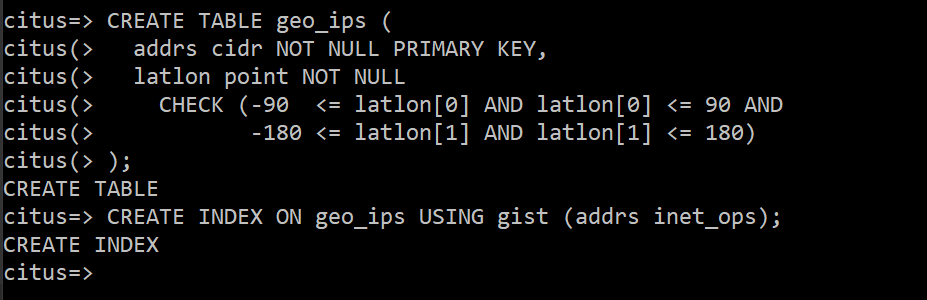 citus=> CREATE TABLE geo_ips (
citus(>   addrs cidr NOT NULL PRIMARY KEY,
citus(>   latlon point NOT NULL
citus(>     CHECK (-90  <= latlon[0] AND latlon[0] <= 90 AND
citus(>            -180 <= latlon[1] AND latlon[1] <= 180)
citus(> );
CREATE TABLE
citus=> CREATE INDEX ON geo_ips USING gist (addrs inet_ops);
CREATE INDEX
citus=>